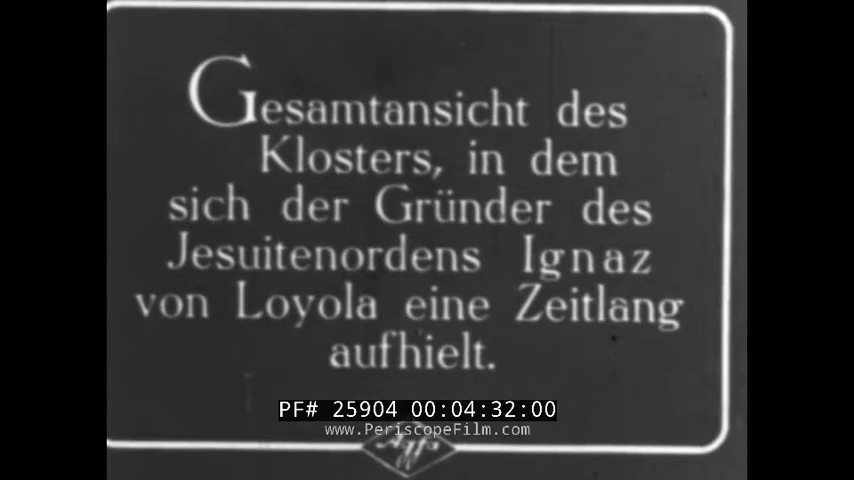 Gesamtansicht des
Klosters, in dem
sich der Gründer des
Jesuitenordens Ignaz
von Loyola eine Zeitlang
aufhielt.
PF# 25904 00:04:32:00
www.PeriscopeFilm.com
Agfa